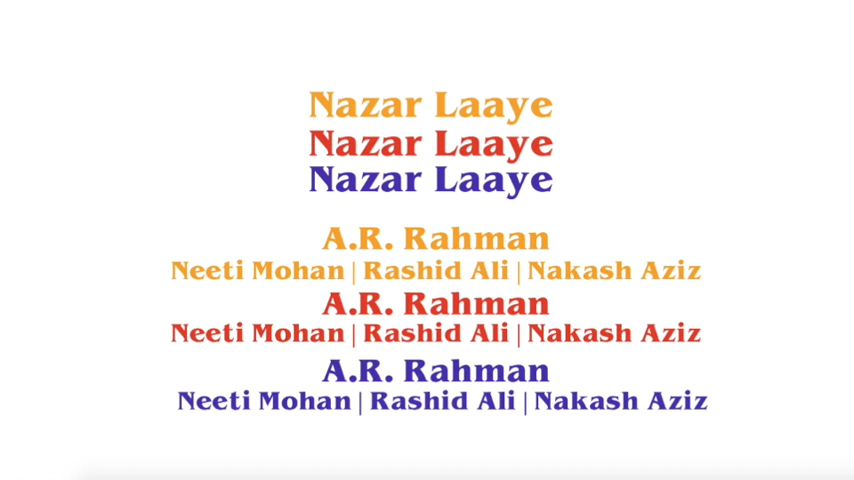 Nazar Laaye
Nazar Laaye
Nazar Laaye
A.R. Rahman
Neeti Mohan | Rashid Ali | Nakash Aziz
A.R. Rahman
Neeti Mohan | Rashid Ali | Nakash Aziz
A.R. Rahman
Neeti Mohan | Rashid Ali | Nakash Aziz